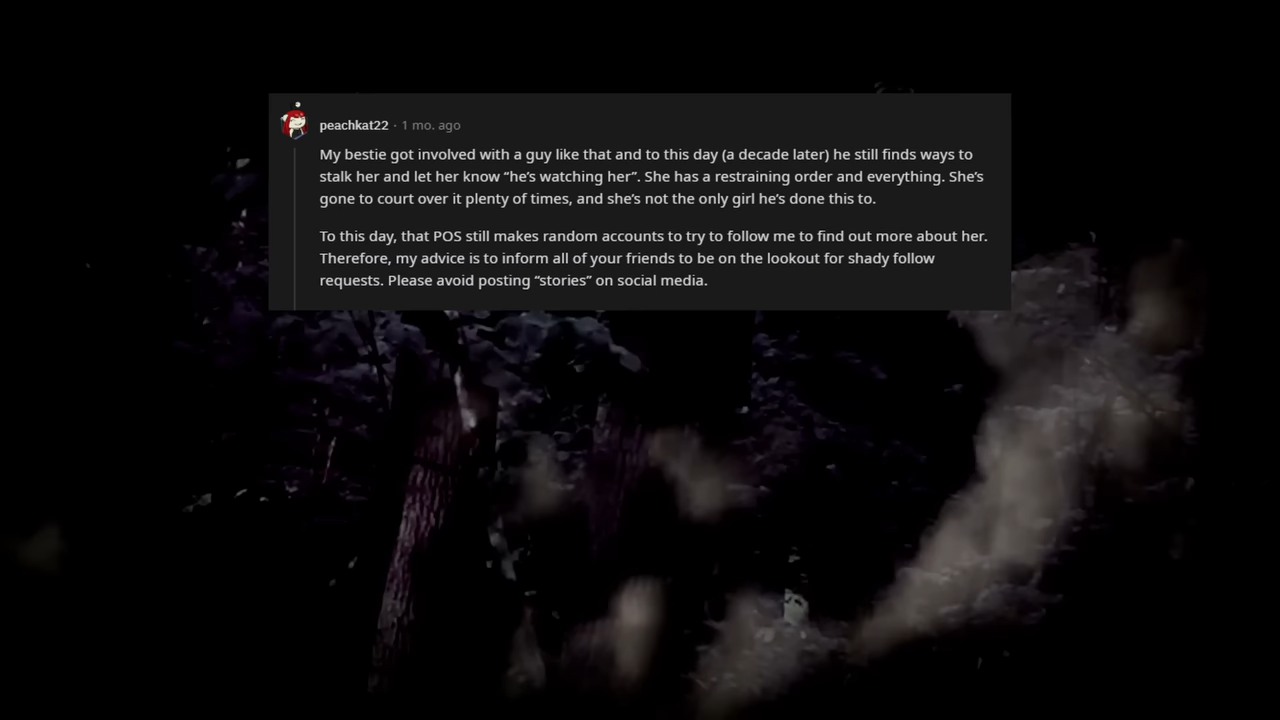 peachkat22 · 1 mo. ago
My bestie got involved with a guy like that and to this day (a decade later) he still finds ways to
stalk her and let her know “he’s watching her”. She has a restraining order and everything. She’s
gone to court over it plenty of times, and she’s not the only girl he’s done this to.
To this day, that POS still makes random accounts to try to follow me to find out more about her.
Therefore, my advice is to inform all of your friends to be on the lookout for shady follow
requests. Please avoid posting “stories” on social media.